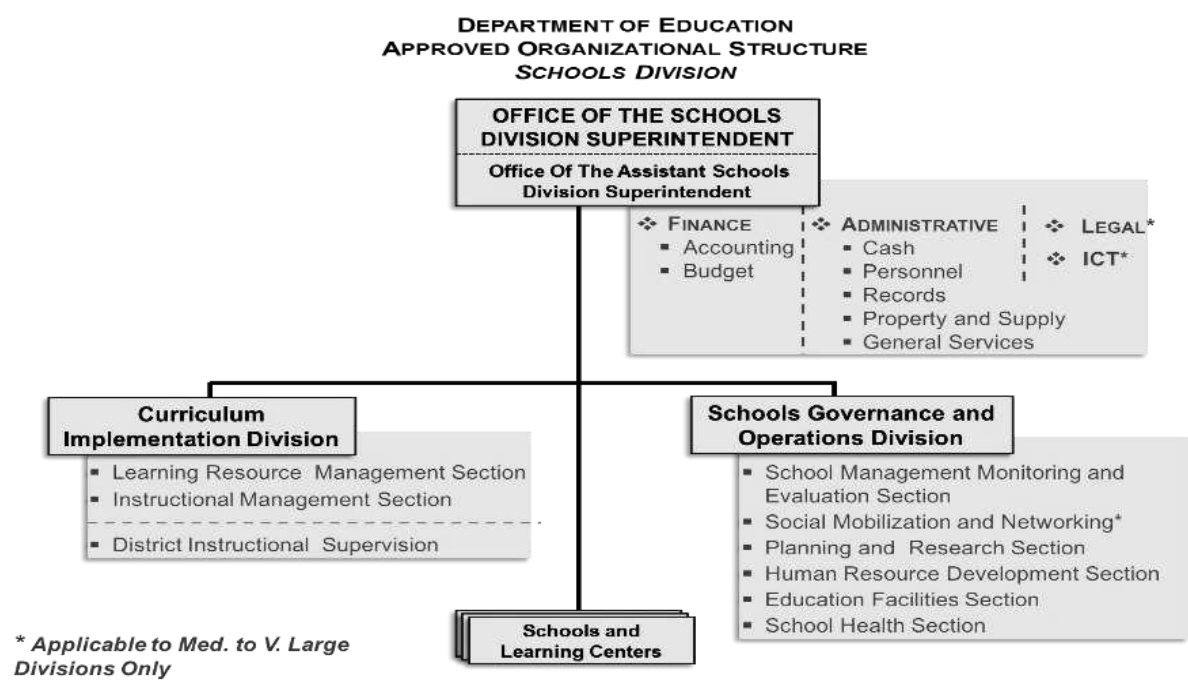 DEPARTMENT OF EDUCATION
APPROVED ORGANIZATIONAL STRUCTURE
SCHOOLS DIVISION
OFFICE OF THE SCHOOLS
DIVISION SUPERINTENDENT
Office Of The Assistant Schools
Division Superintendent
❖ FINANCE
▪ Accounting
▪ Budget
❖ ADMINISTRATIVE
▪ Cash
▪ Personnel
▪ Records
▪ Property and Supply
▪ General Services
❖ LEGAL*
❖ ICT*
Curriculum
Implementation Division
▪ Learning Resource Management Section
▪ Instructional Management Section
▪ District Instructional Supervision
Schools Governance and
Operations Division
▪ School Management Monitoring and
Evaluation Section
▪ Social Mobilization and Networking*
▪ Planning and Research Section
▪ Human Resource Development Section
▪ Education Facilities Section
▪ School Health Section
Schools and
Learning Centers
* Applicable to Med. to V. Large
Divisions Only